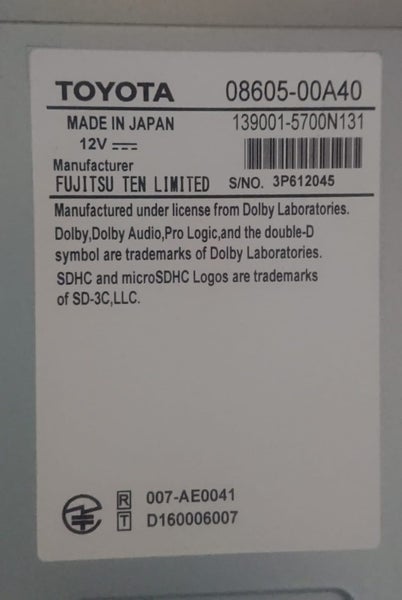 TOYOTA 08605-00A40
MADE IN JAPAN 139001-5700N131
12V
Manufacturer
FUJITSU TEN LIMITED S/NO. 3P612045
Manufactured under license from Dolby Laboratories.
Dolby,Dolby Audio,Pro Logic,and the double-D
symbol are trademarks of Dolby Laboratories.
SDHC and microSDHC Logos are trademarks
of SD-3C,LLC.
R 007-AE0041
T D160006007